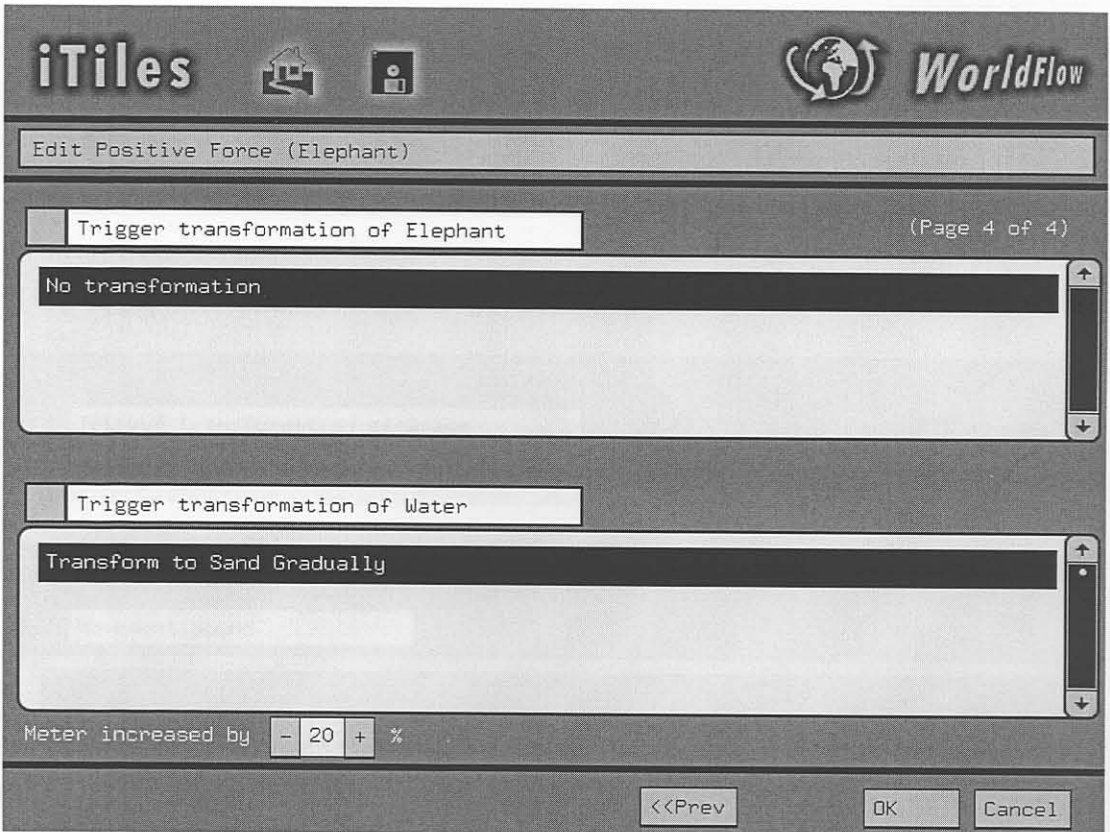 iTiles
WorldFlow
Edit Positive Force (Elephant)
Trigger transformation of Elephant
(Page 4 of 4)
No transformation
Trigger transformation of Water
Transform to Sand Gradually
Meter increased by - 20 + %
<<Prev OK Cancel